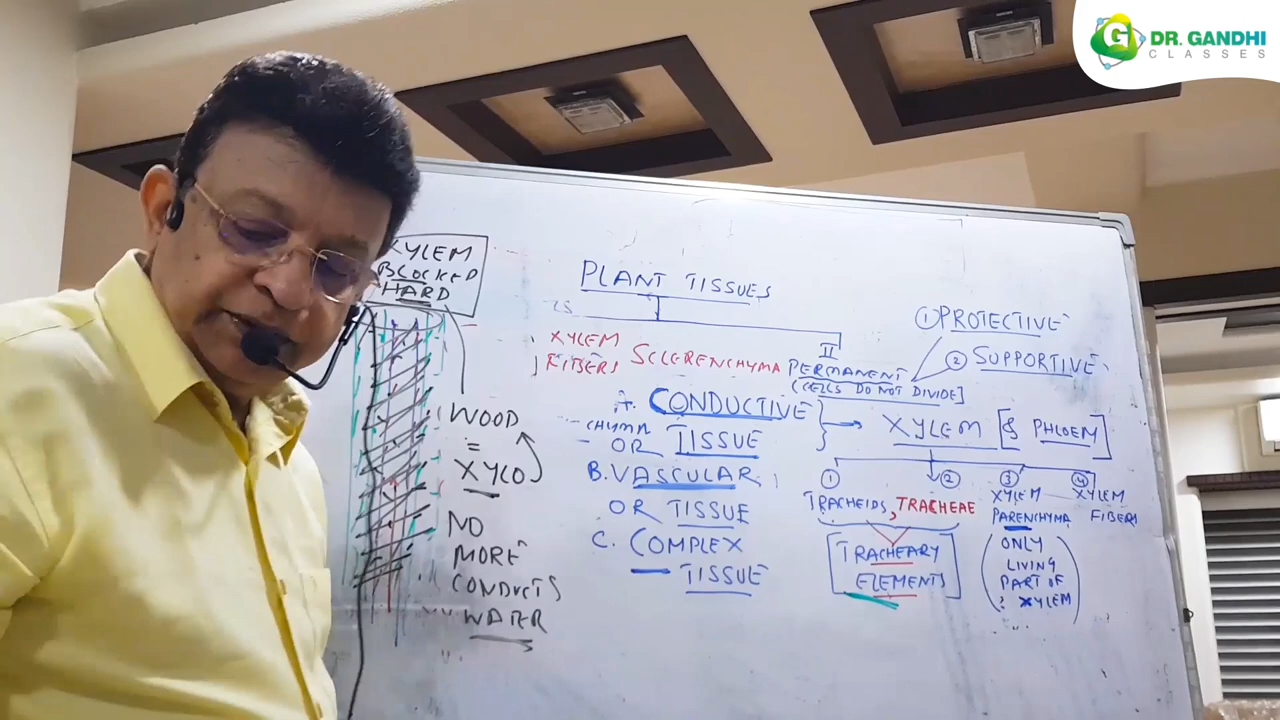 DR. GANDHI
CLASSES
XYLEM
BLOCKED
HARD
WOOD
=
XYLO
NO
MORE
CONDUCTS
WATER
PLANT TISSUES
XYLEM
FIBERS
SCLERENCHYMA
II
PERMANENT
(CELLS DO NOT DIVIDE]
① PROTECTIVE
② SUPPORTIVE
A. CONDUCTIVE
CHYMA
OR TISSUE
B. VASCULAR
OR TISSUE
C. COMPLEX
TISSUE
XYLEM [& PHLOEM]
① ② ③ ④
TRACHEIDS, TRACHEAE
XYLEM
PARENCHYMA
XYLEM
FIBERS
[TRACHEARY
ELEMENTS]
(ONLY
LIVING
PART OF
XYLEM)